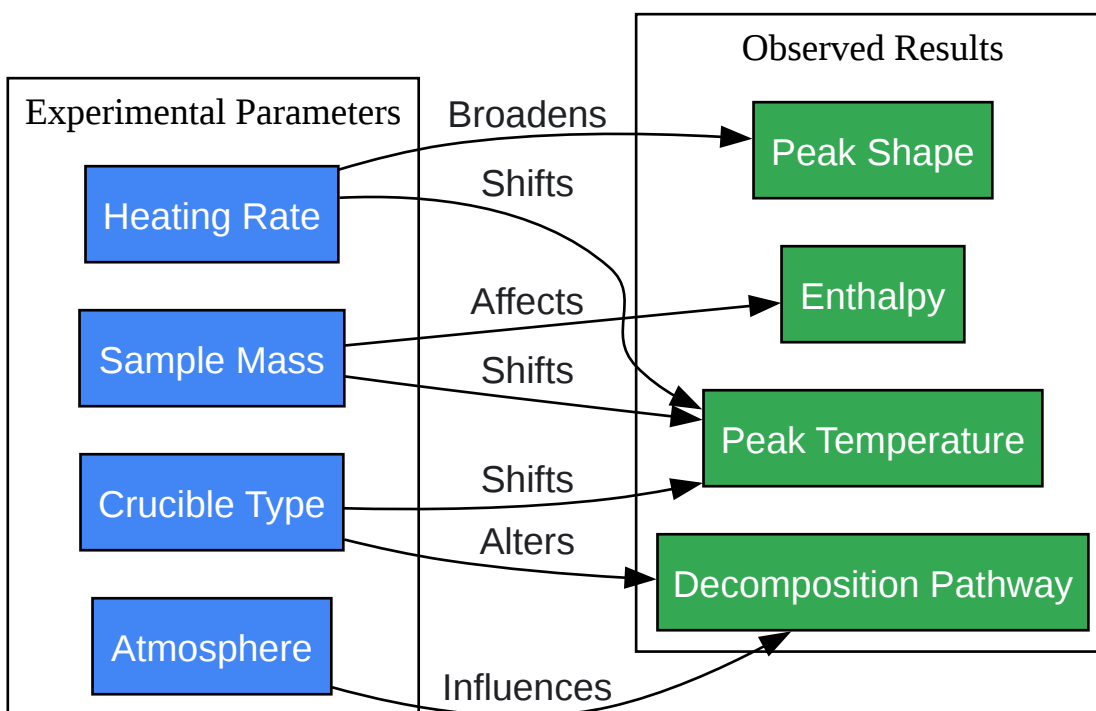 Experimental Parameters
Heating Rate
Sample Mass
Crucible Type
Atmosphere
Broadens
Shifts
Affects
Shifts
Shifts
Alters
Influences
Observed Results
Peak Shape
Enthalpy
Peak Temperature
Decomposition Pathway